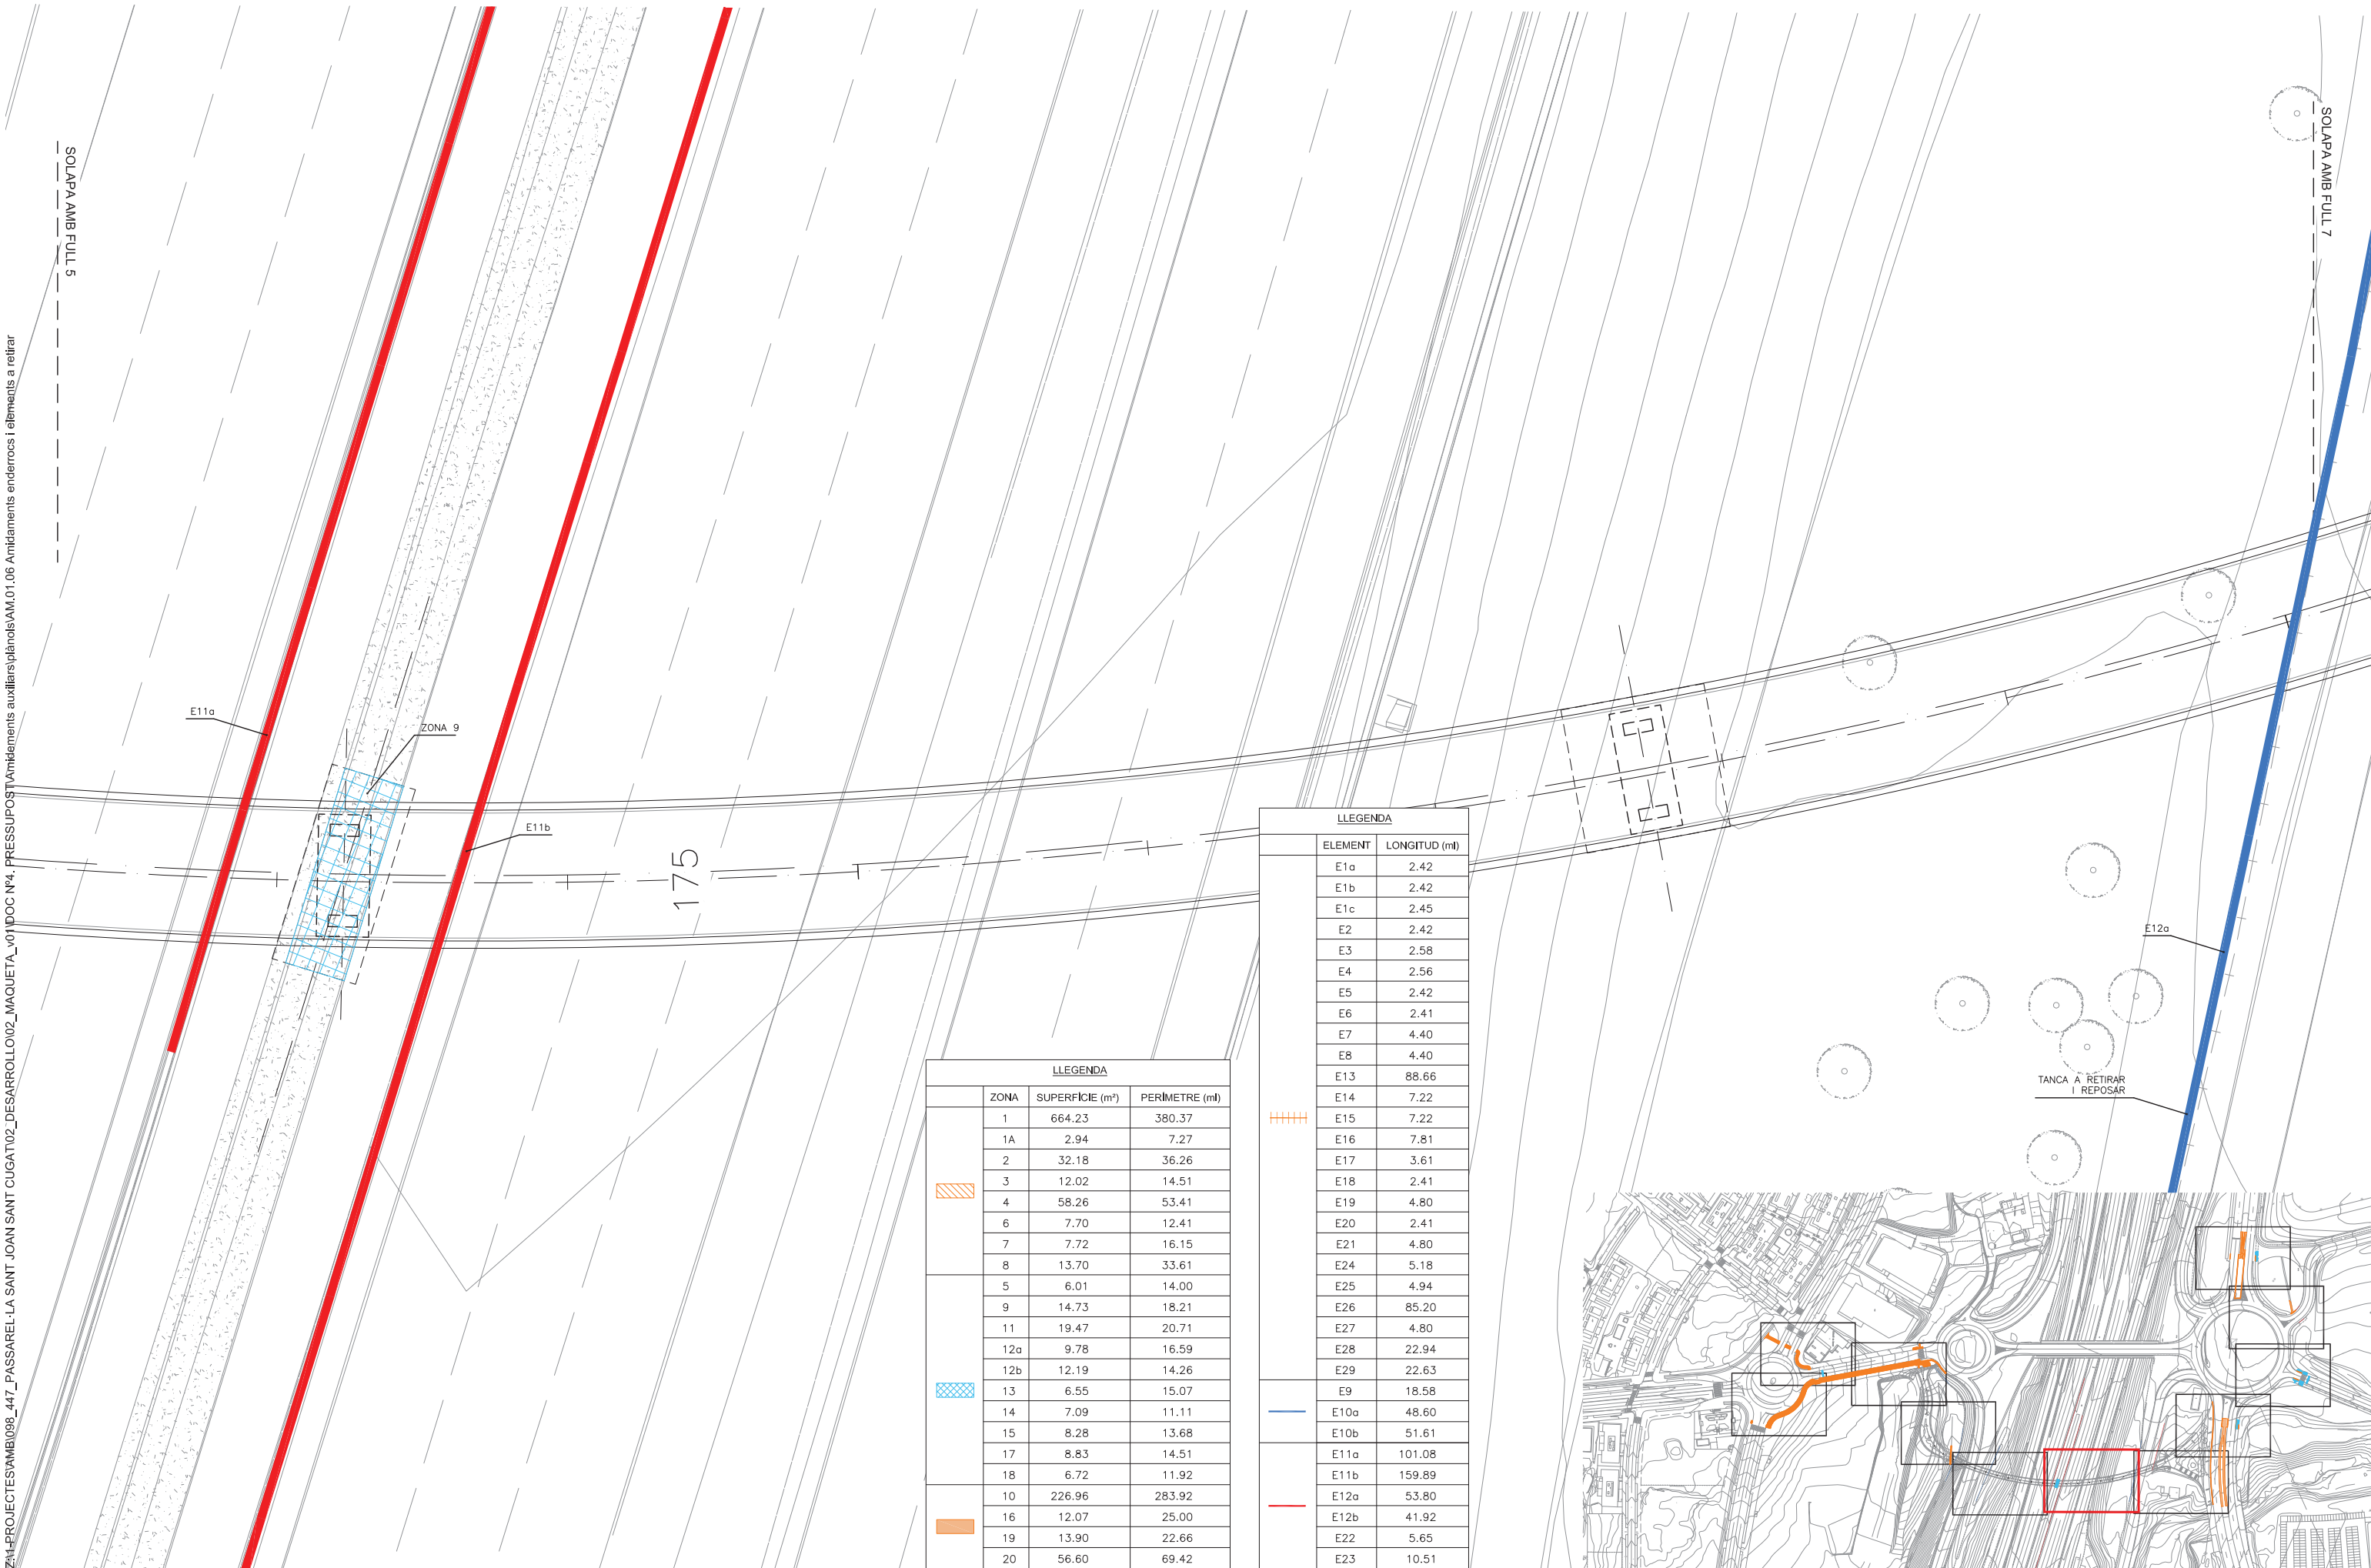 SOLAPA AMB FULL 5
SOLAPA AMB FULL 7
Z:\1-PROJECTES\AMB\098_447_PASSAREL·LA SANT JOAN SANT CUGAT\02_DESARROLLO\02_MAQUETA_v01\DOC Nº4. PRESSUPOST\Amidements auxiliars\planols\AM.01.06 Amidaments enderrocs i elements a retirar
E11a
ZONA 9
E11b
175
E12a
TANCA A RETIRAR
I REPOSAR
LLEGENDA
ZONA SUPERFÍCIE (m²) PERÍMETRE (ml)
1 664.23 380.37
1A 2.94 7.27
2 32.18 36.26
3 12.02 14.51
4 58.26 53.41
6 7.70 12.41
7 7.72 16.15
8 13.70 33.61
5 6.01 14.00
9 14.73 18.21
11 19.47 20.71
12a 9.78 16.59
12b 12.19 14.26
13 6.55 15.07
14 7.09 11.11
15 8.28 13.68
17 8.83 14.51
18 6.72 11.92
10 226.96 283.92
16 12.07 25.00
19 13.90 22.66
20 56.60 69.42
LLEGENDA
ELEMENT LONGITUD (ml)
E1a 2.42
E1b 2.42
E1c 2.45
E2 2.42
E3 2.58
E4 2.56
E5 2.42
E6 2.41
E7 4.40
E8 4.40
E13 88.66
E14 7.22
E15 7.22
E16 7.81
E17 3.61
E18 2.41
E19 4.80
E20 2.41
E21 4.80
E24 5.18
E25 4.94
E26 85.20
E27 4.80
E28 22.94
E29 22.63
E9 18.58
E10a 48.60
E10b 51.61
E11a 101.08
E11b 159.89
E12a 53.80
E12b 41.92
E22 5.65
E23 10.51